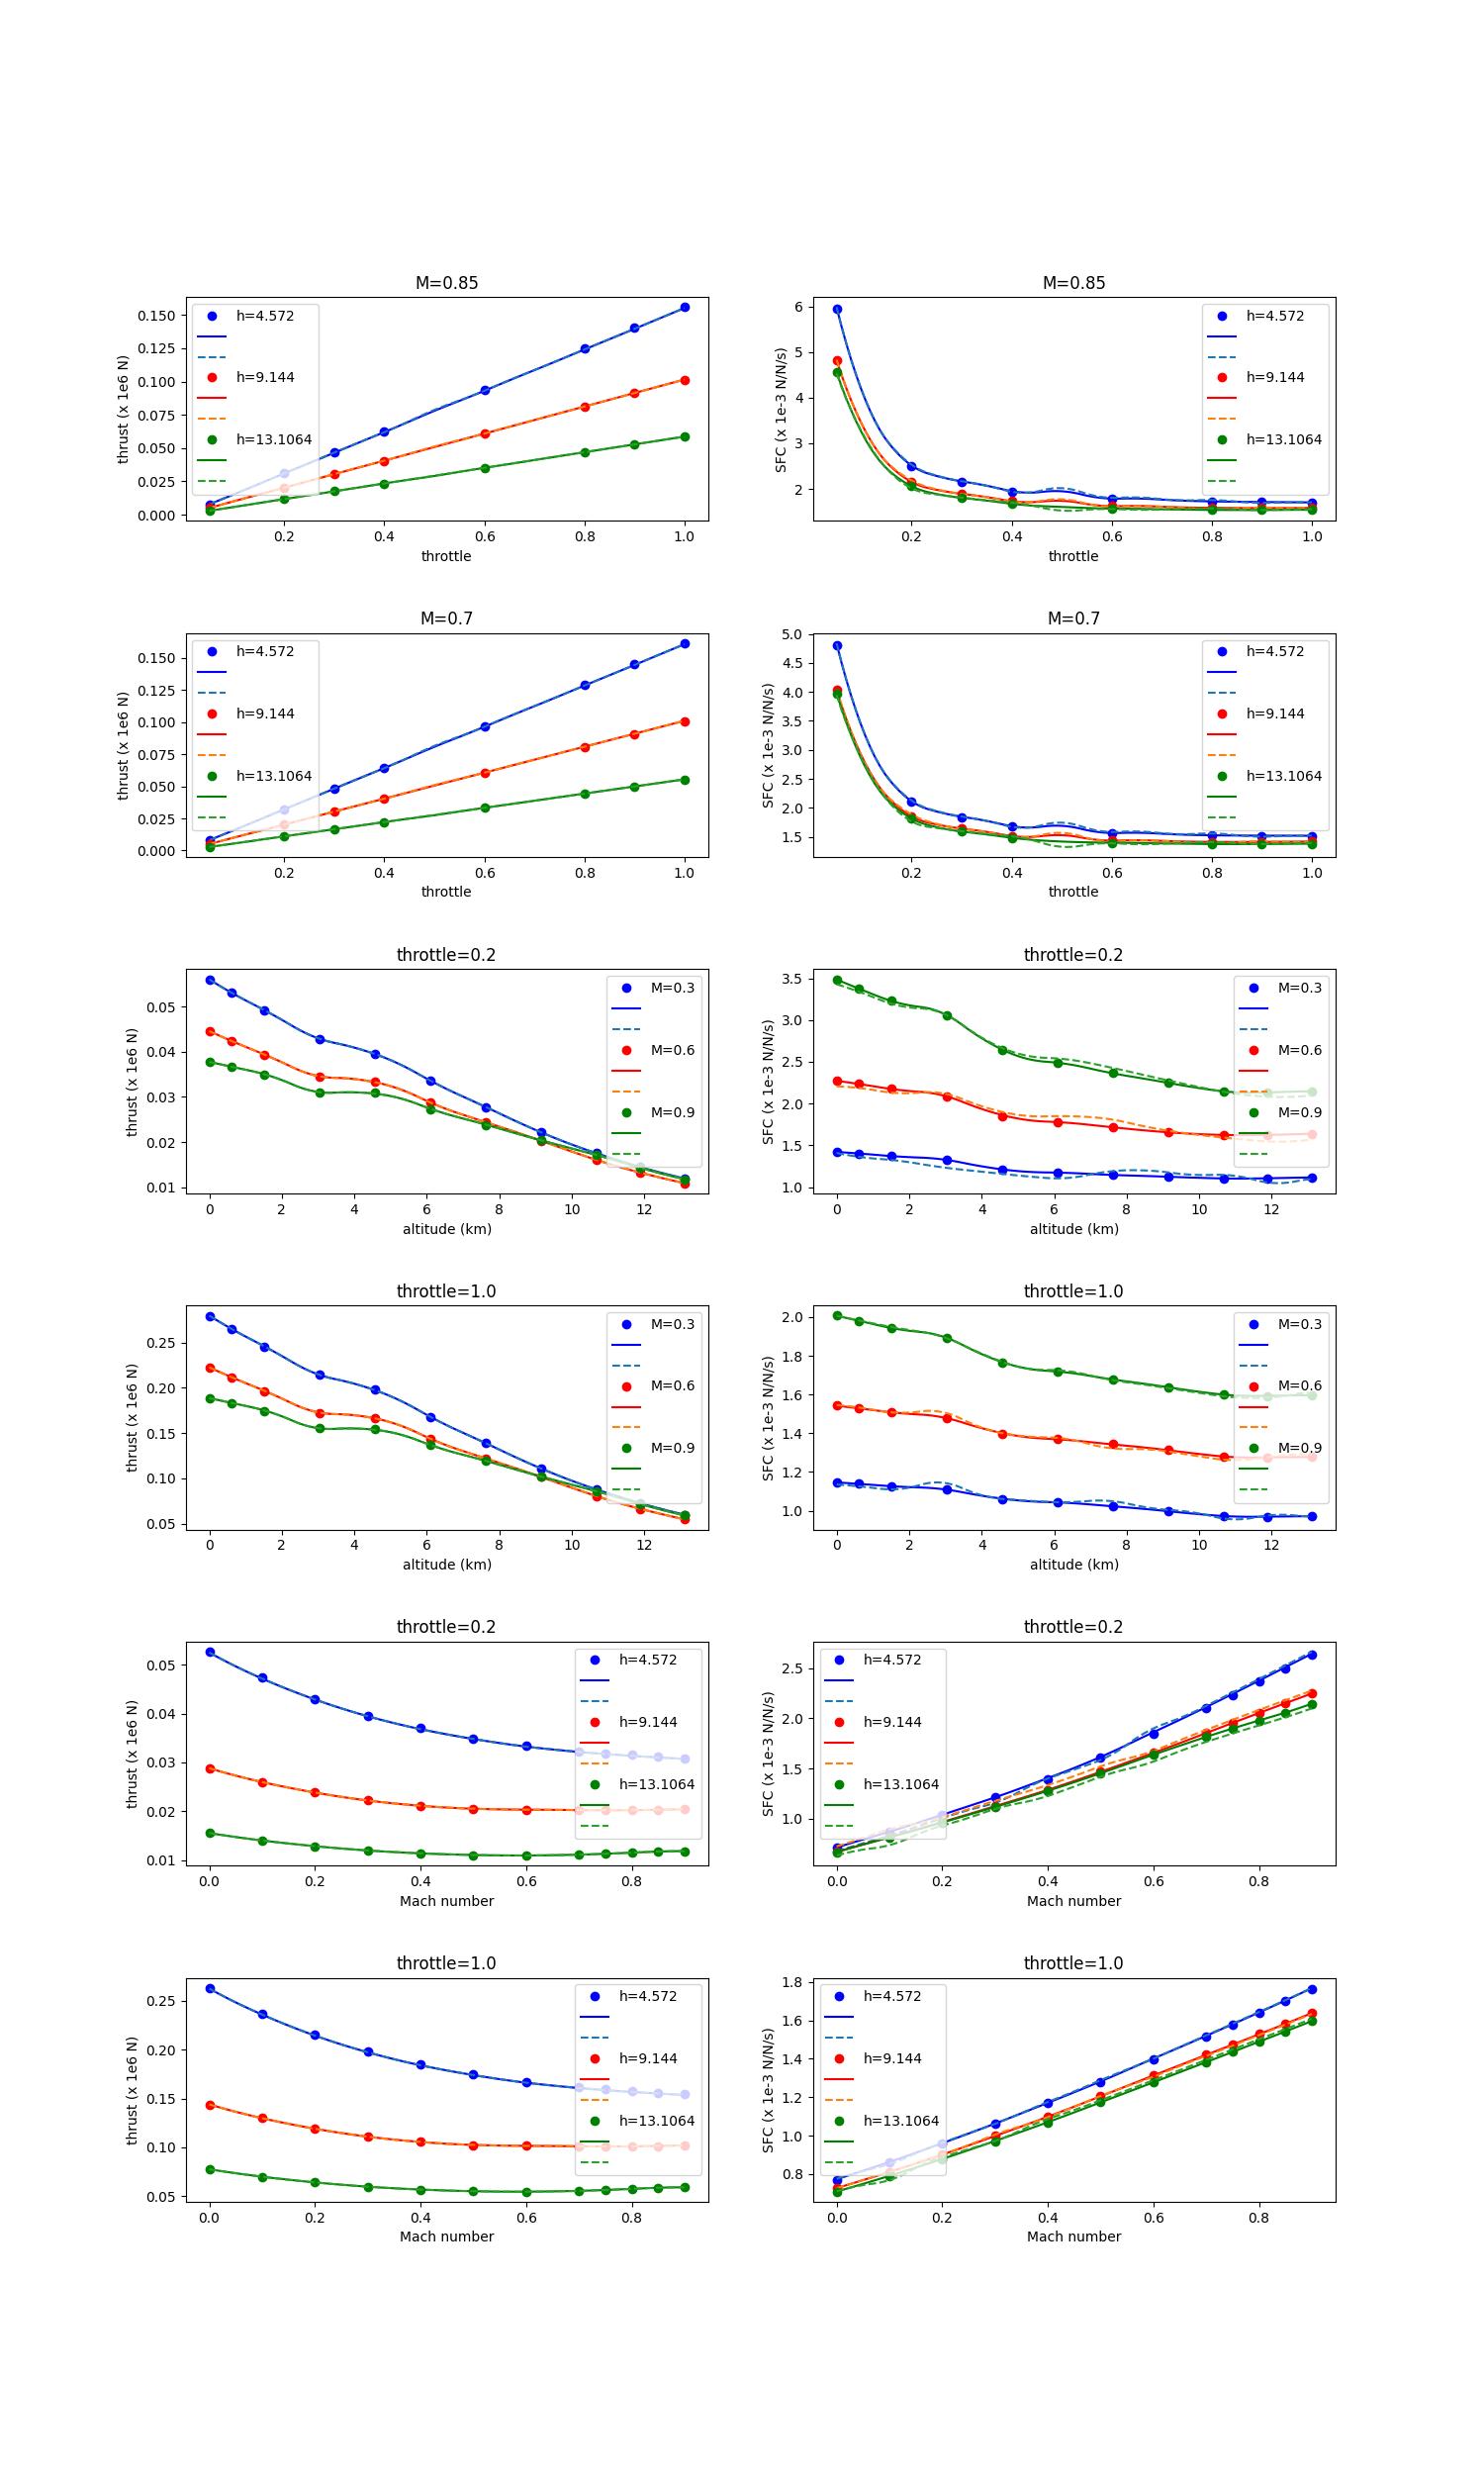 M=0.85
thrust (x 1e6 N)
0.150
0.125
0.100
0.075
0.050
0.025
0.000
h=4.572
h=9.144
h=13.1064
0.2 0.4 0.6 0.8 1.0
throttle
M=0.85
SFC (x 1e-3 N/N/s)
6
5
4
3
2
h=4.572
h=9.144
h=13.1064
0.2 0.4 0.6 0.8 1.0
throttle
M=0.7
thrust (x 1e6 N)
0.150
0.125
0.100
0.075
0.050
0.025
0.000
h=4.572
h=9.144
h=13.1064
0.2 0.4 0.6 0.8 1.0
throttle
M=0.7
SFC (x 1e-3 N/N/s)
5.0
4.5
4.0
3.5
3.0
2.5
2.0
1.5
h=4.572
h=9.144
h=13.1064
0.2 0.4 0.6 0.8 1.0
throttle
throttle=0.2
thrust (x 1e6 N)
0.05
0.04
0.03
0.02
0.01
M=0.3
M=0.6
M=0.9
0 2 4 6 8 10 12
altitude (km)
throttle=0.2
SFC (x 1e-3 N/N/s)
3.5
3.0
2.5
2.0
1.5
1.0
M=0.3
M=0.6
M=0.9
0 2 4 6 8 10 12
altitude (km)
throttle=1.0
thrust (x 1e6 N)
0.25
0.20
0.15
0.10
0.05
M=0.3
M=0.6
M=0.9
0 2 4 6 8 10 12
altitude (km)
throttle=1.0
SFC (x 1e-3 N/N/s)
2.0
1.8
1.6
1.4
1.2
1.0
M=0.3
M=0.6
M=0.9
0 2 4 6 8 10 12
altitude (km)
throttle=0.2
thrust (x 1e6 N)
0.05
0.04
0.03
0.02
0.01
h=4.572
h=9.144
h=13.1064
0.0 0.2 0.4 0.6 0.8
Mach number
throttle=0.2
SFC (x 1e-3 N/N/s)
2.5
2.0
1.5
1.0
h=4.572
h=9.144
h=13.1064
0.0 0.2 0.4 0.6 0.8
Mach number
throttle=1.0
thrust (x 1e6 N)
0.25
0.20
0.15
0.10
0.05
h=4.572
h=9.144
h=13.1064
0.0 0.2 0.4 0.6 0.8
Mach number
throttle=1.0
SFC (x 1e-3 N/N/s)
1.8
1.6
1.4
1.2
1.0
0.8
h=4.572
h=9.144
h=13.1064
0.0 0.2 0.4 0.6 0.8
Mach number